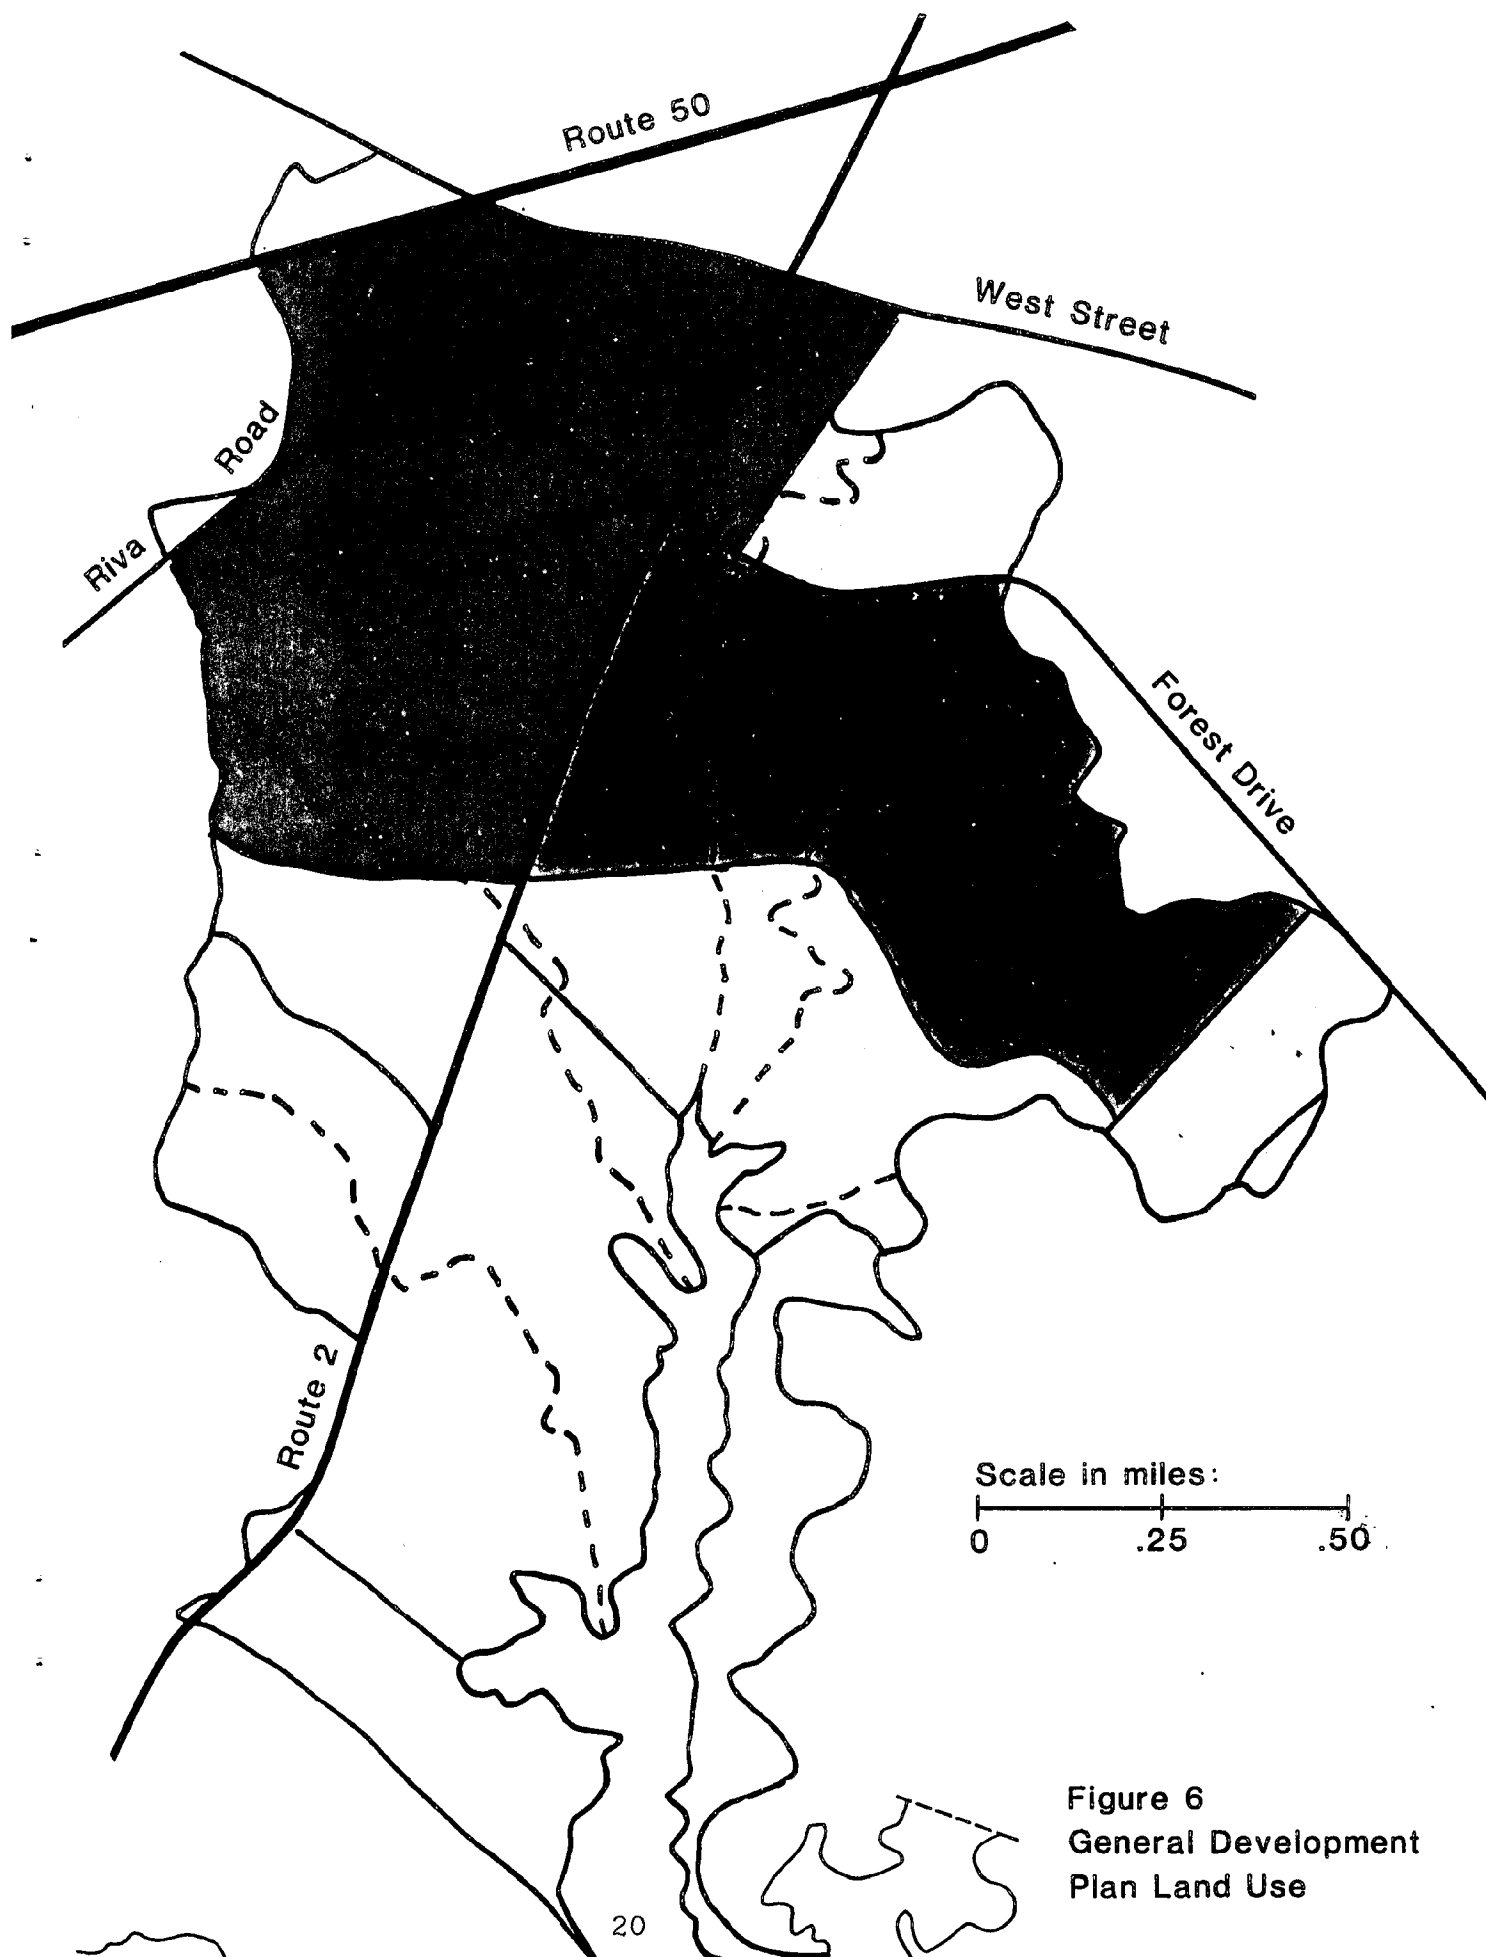 Route 50
West Street
Riva Road
Forest Drive
Route 2
Scale in miles:
0 .25 .50
Figure 6
General Development
Plan Land Use
20